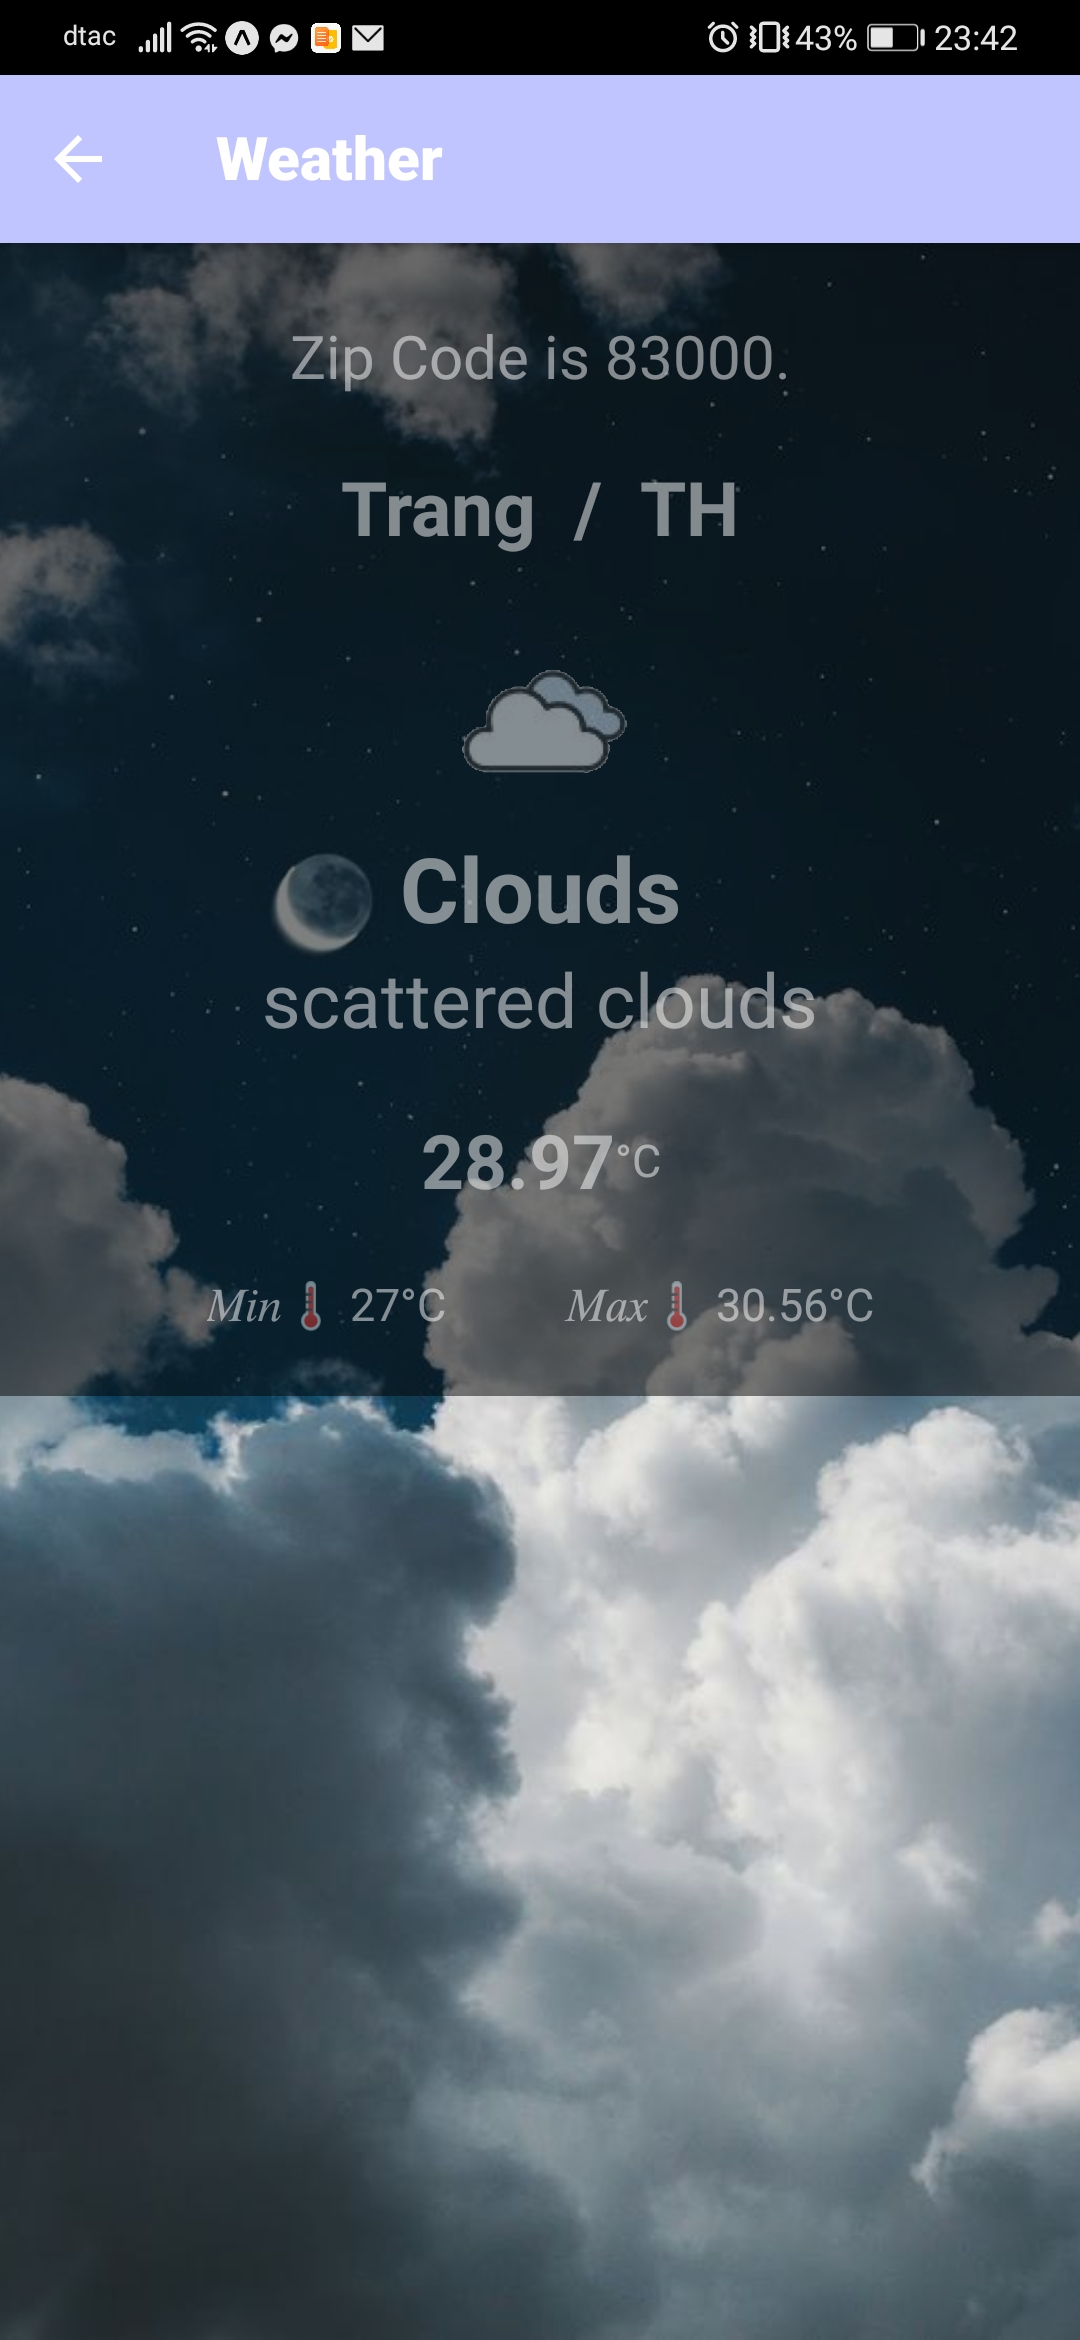 dtac 43% 23:42
Weather
Zip Code is 83000.
Trang / TH
Clouds
scattered clouds
28.97°C
Min 27°C Max 30.56°C